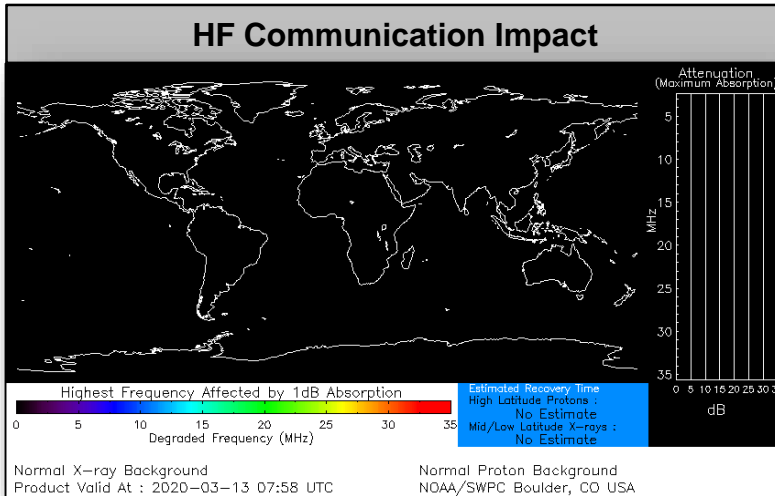 HF Communication Impact
Attenuation
(Maximum Absorption)
5
10
15
MHz
20
25
30
35
0 5 10 15 20 25 30 35
dB
Highest Frequency Affected by 1dB Absorption
0 5 10 15 20 25 30 35
Degraded Frequency (MHz)
Estimated Recovery Time
High Latitude Protons :
No Estimate
Mid/Low Latitude X-rays :
No Estimate
Normal X-ray Background
Normal Proton Background
Product Valid At : 2020-03-13 07:58 UTC
NOAA/SWPC Boulder, CO USA